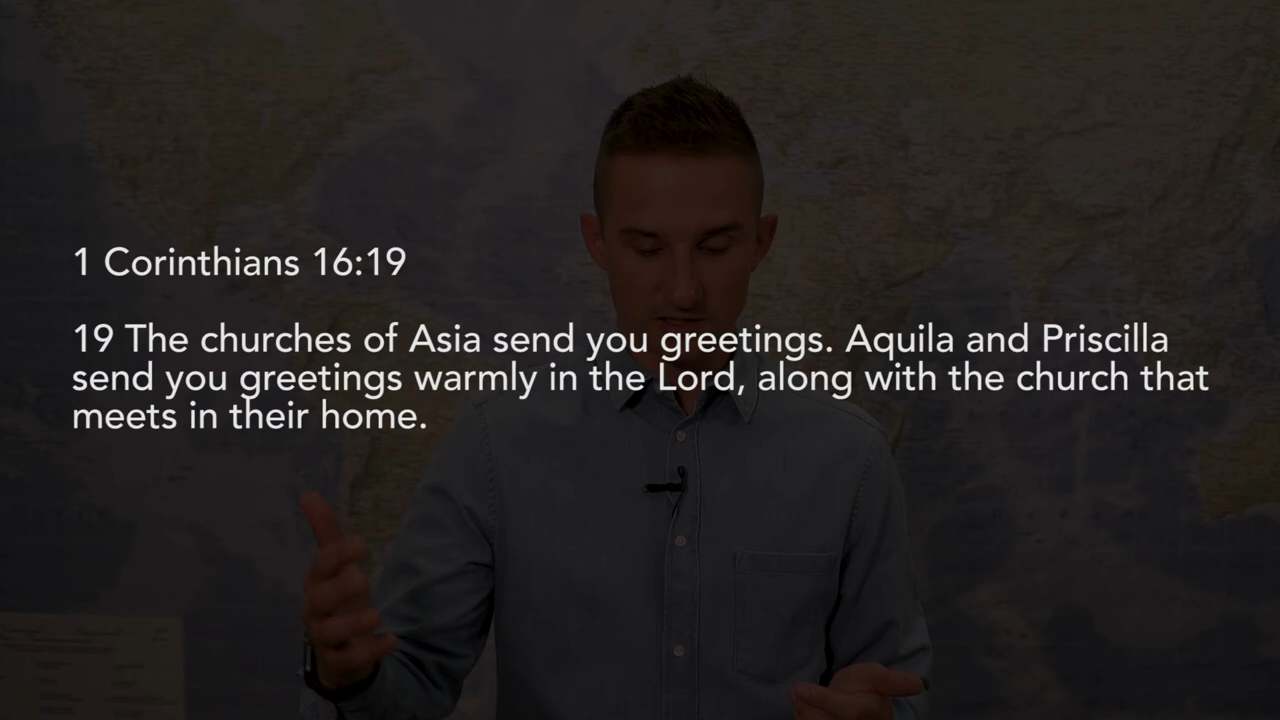 1 Corinthians 16:19
19 The churches of Asia send you greetings. Aquila and Priscilla
send you greetings warmly in the Lord, along with the church that
meets in their home.